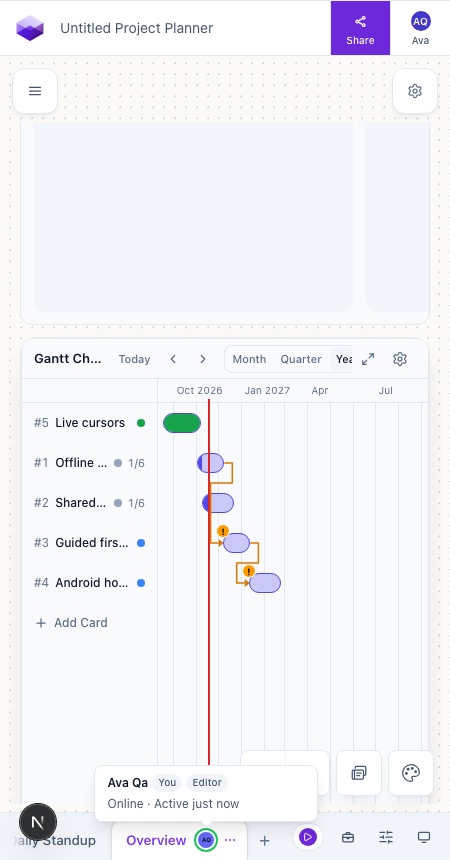 Untitled Project Planner
Share
AQ
Ava
Gantt Ch...
Today
Month
Quarter
Oct 2026
Jan 2027
Apr
Jul
#5 Live cursors
#1 Offline ... 1/6
#2 Shared... 1/6
#3 Guided firs...
#4 Android ho...
+ Add Card
Ava Qa You Editor
Online · Active just now
N
Standup
Overview AQ